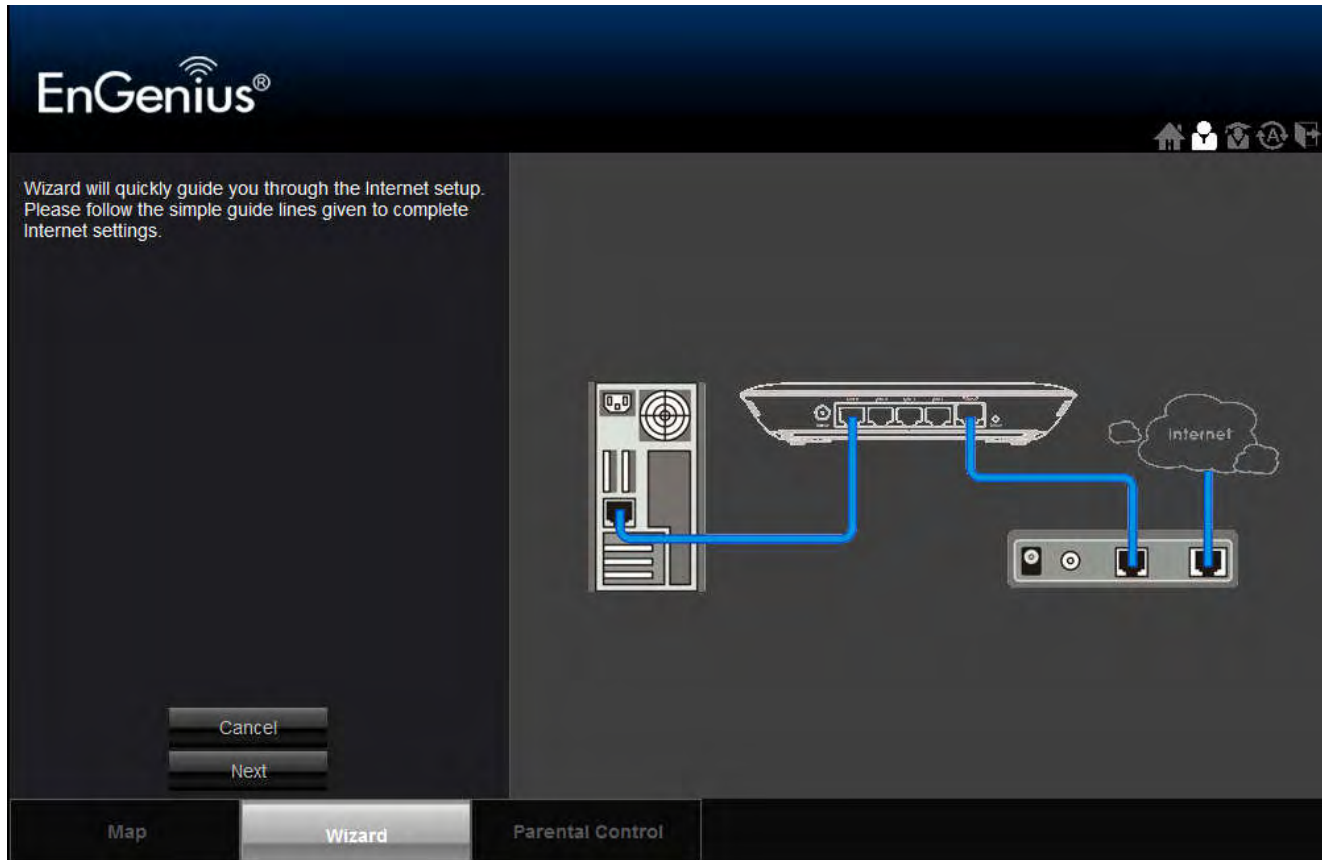 EnGenius®
Wizard will quickly guide you through the Internet setup.
Please follow the simple guide lines given to complete
Internet settings.
Internet
Cancel
Next
Map
Wizard
Parental Control